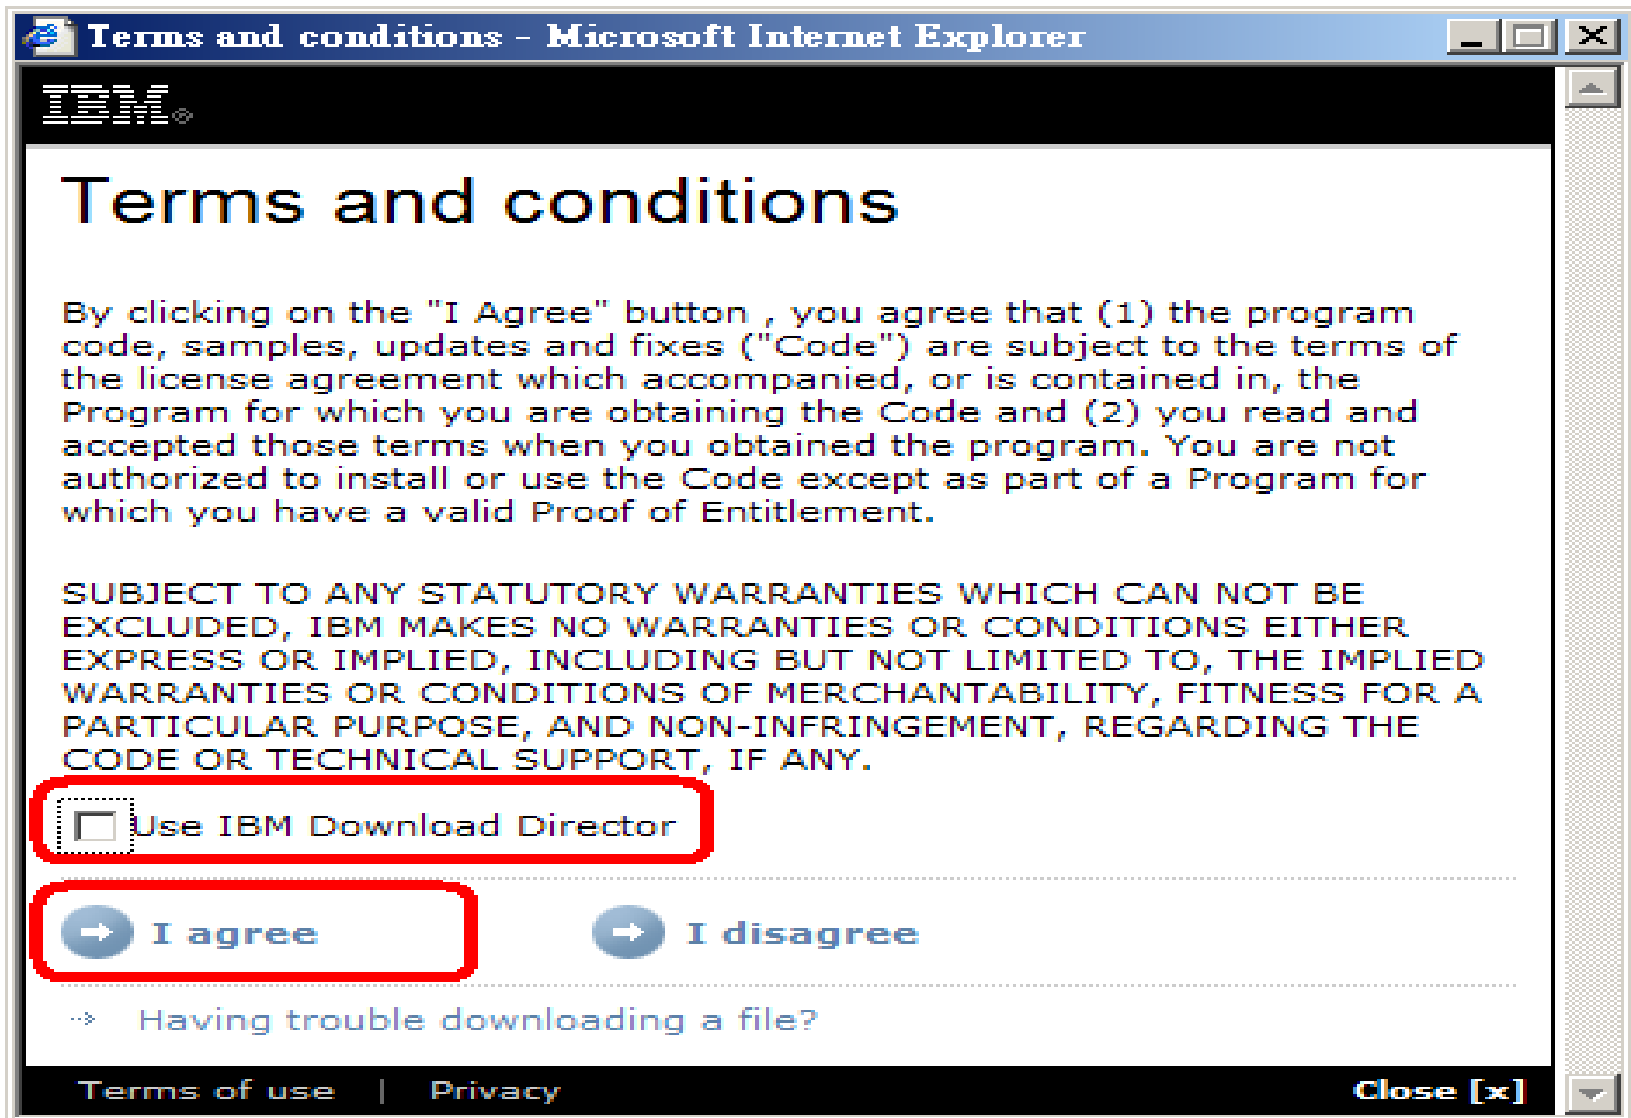 Terms and conditions - Microsoft Internet Explorer
IBM®
Terms and conditions
By clicking on the "I Agree" button , you agree that (1) the program
code, samples, updates and fixes ("Code") are subject to the terms of
the license agreement which accompanied, or is contained in, the
Program for which you are obtaining the Code and (2) you read and
accepted those terms when you obtained the program. You are not
authorized to install or use the Code except as part of a Program for
which you have a valid Proof of Entitlement.
SUBJECT TO ANY STATUTORY WARRANTIES WHICH CAN NOT BE
EXCLUDED, IBM MAKES NO WARRANTIES OR CONDITIONS EITHER
EXPRESS OR IMPLIED, INCLUDING BUT NOT LIMITED TO, THE IMPLIED
WARRANTIES OR CONDITIONS OF MERCHANTABILITY, FITNESS FOR A
PARTICULAR PURPOSE, AND NON-INFRINGEMENT, REGARDING THE
CODE OR TECHNICAL SUPPORT, IF ANY.
Use IBM Download Director
I agree I disagree
Having trouble downloading a file?
Terms of use | Privacy Close [x]